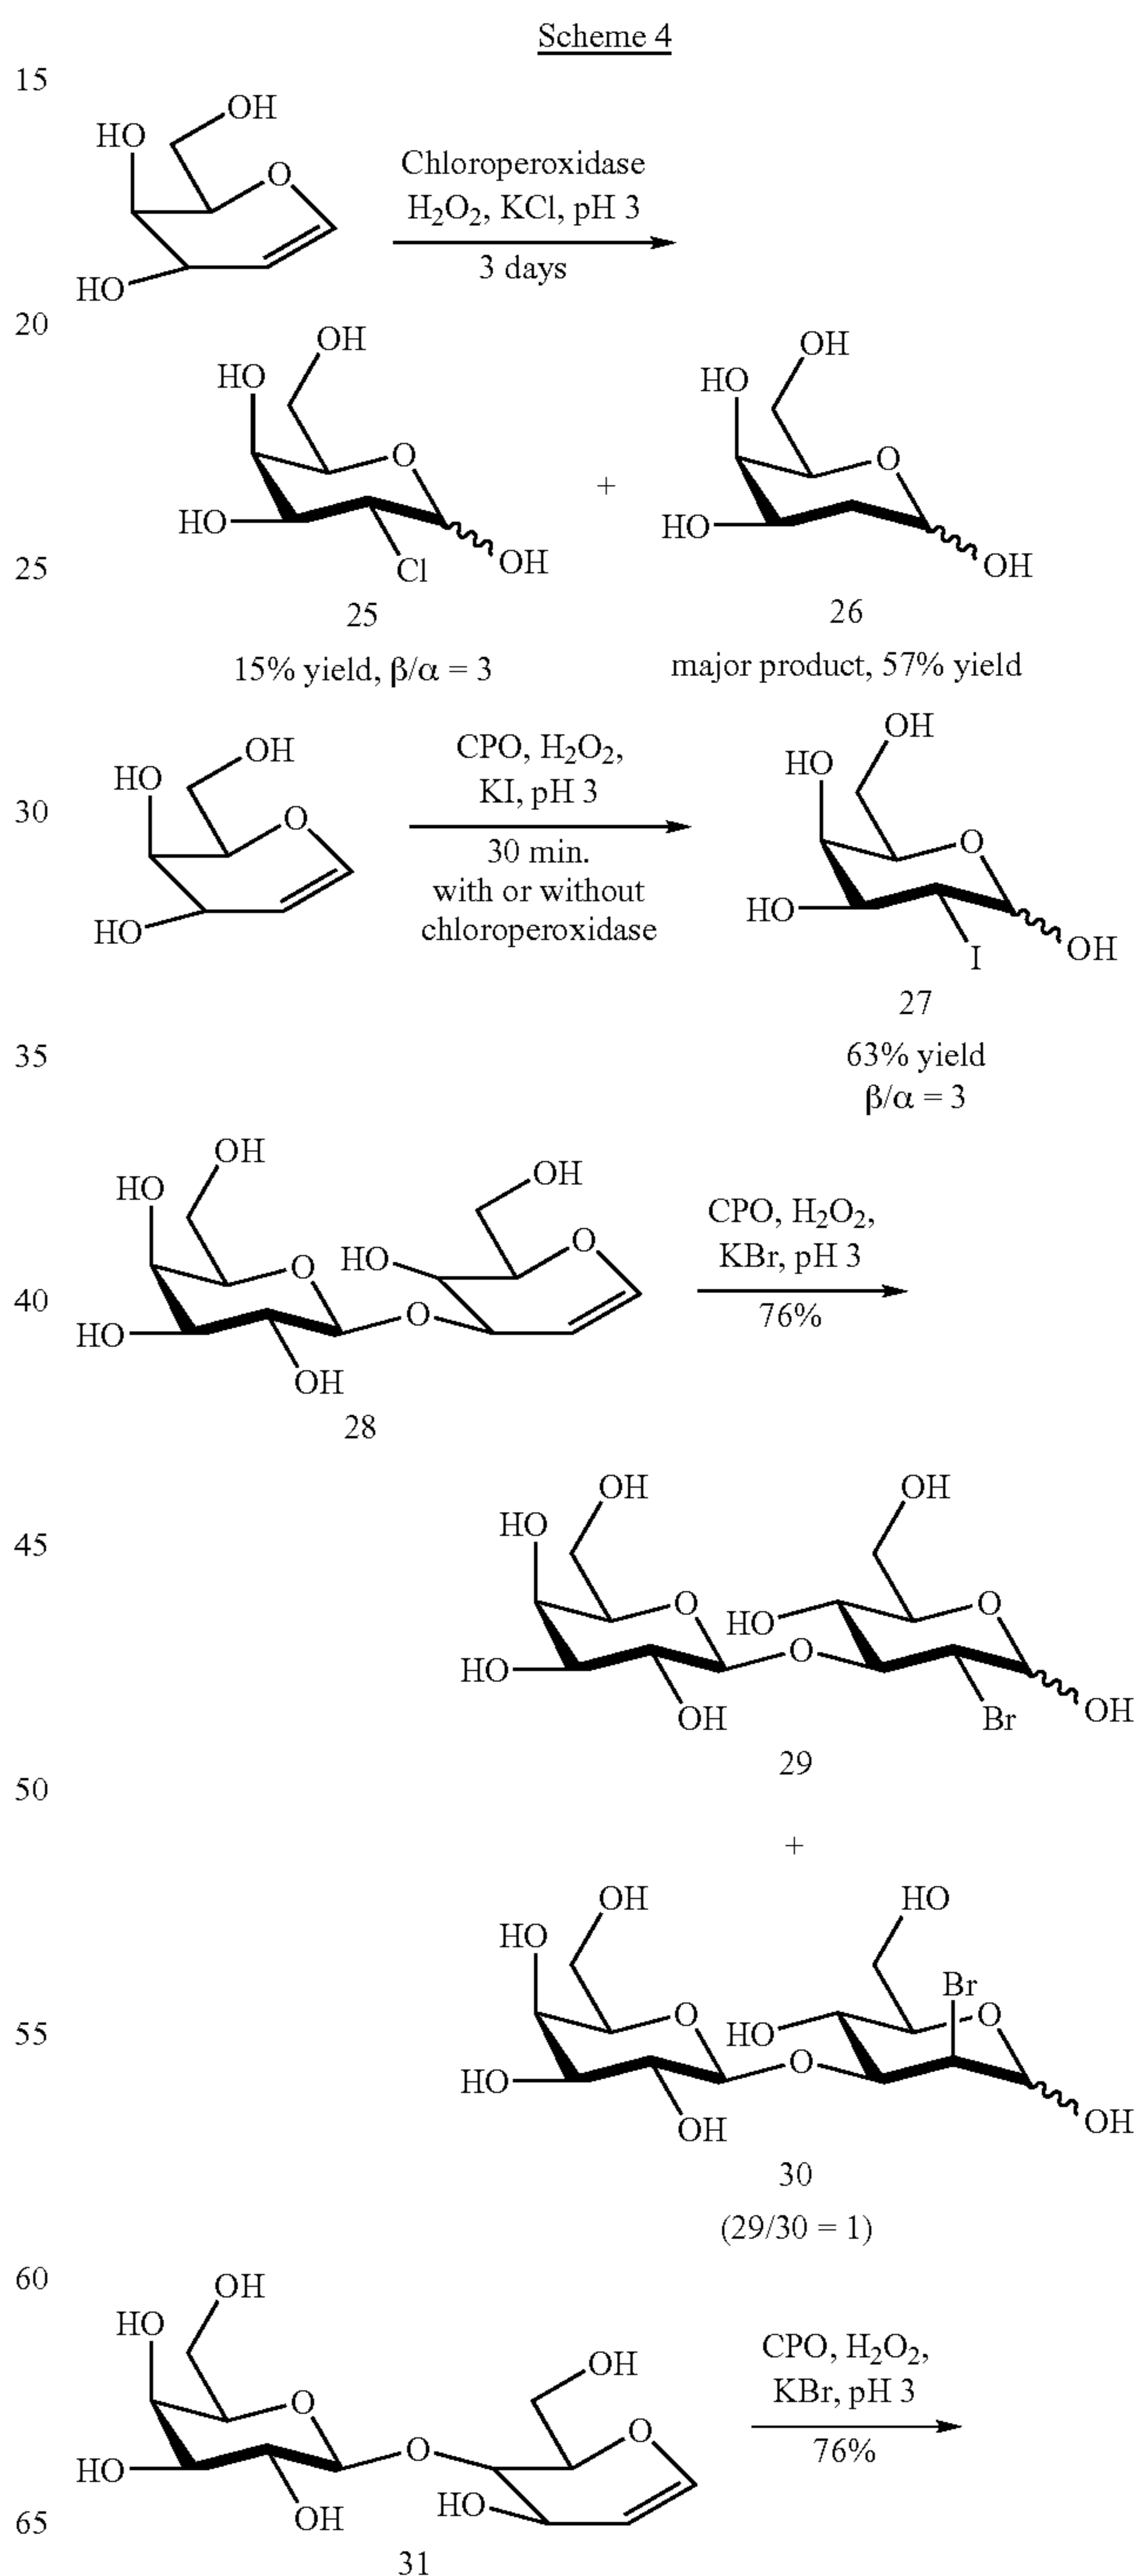 Scheme 4
15
OH
HO
O
HO
Chloroperoxidase
H₂O₂, KCl, pH 3
3 days
20
OH
HO
O
HO
Cl
OH
25
15% yield, β/α = 3
+
OH
HO
O
HO
OH
26
major product, 57% yield
25
30
OH
HO
O
HO
CPO, H₂O₂,
KI, pH 3
30 min.
with or without
chloroperoxidase
OH
HO
O
HO
I
OH
27
63% yield
β/α = 3
35
OH
HO
O
HO
OH
O
HO
OH
O
28
CPO, H₂O₂,
KBr, pH 3
76%
40
45
OH
HO
O
HO
OH
O
HO
OH
O
Br
OH
29
50
+
OH
HO
O
HO
OH
O
HO
HO
Br
O
OH
30
(29/30 = 1)
55
60
OH
HO
O
HO
OH
O
OH
O
HO
31
CPO, H₂O₂,
KBr, pH 3
76%
65